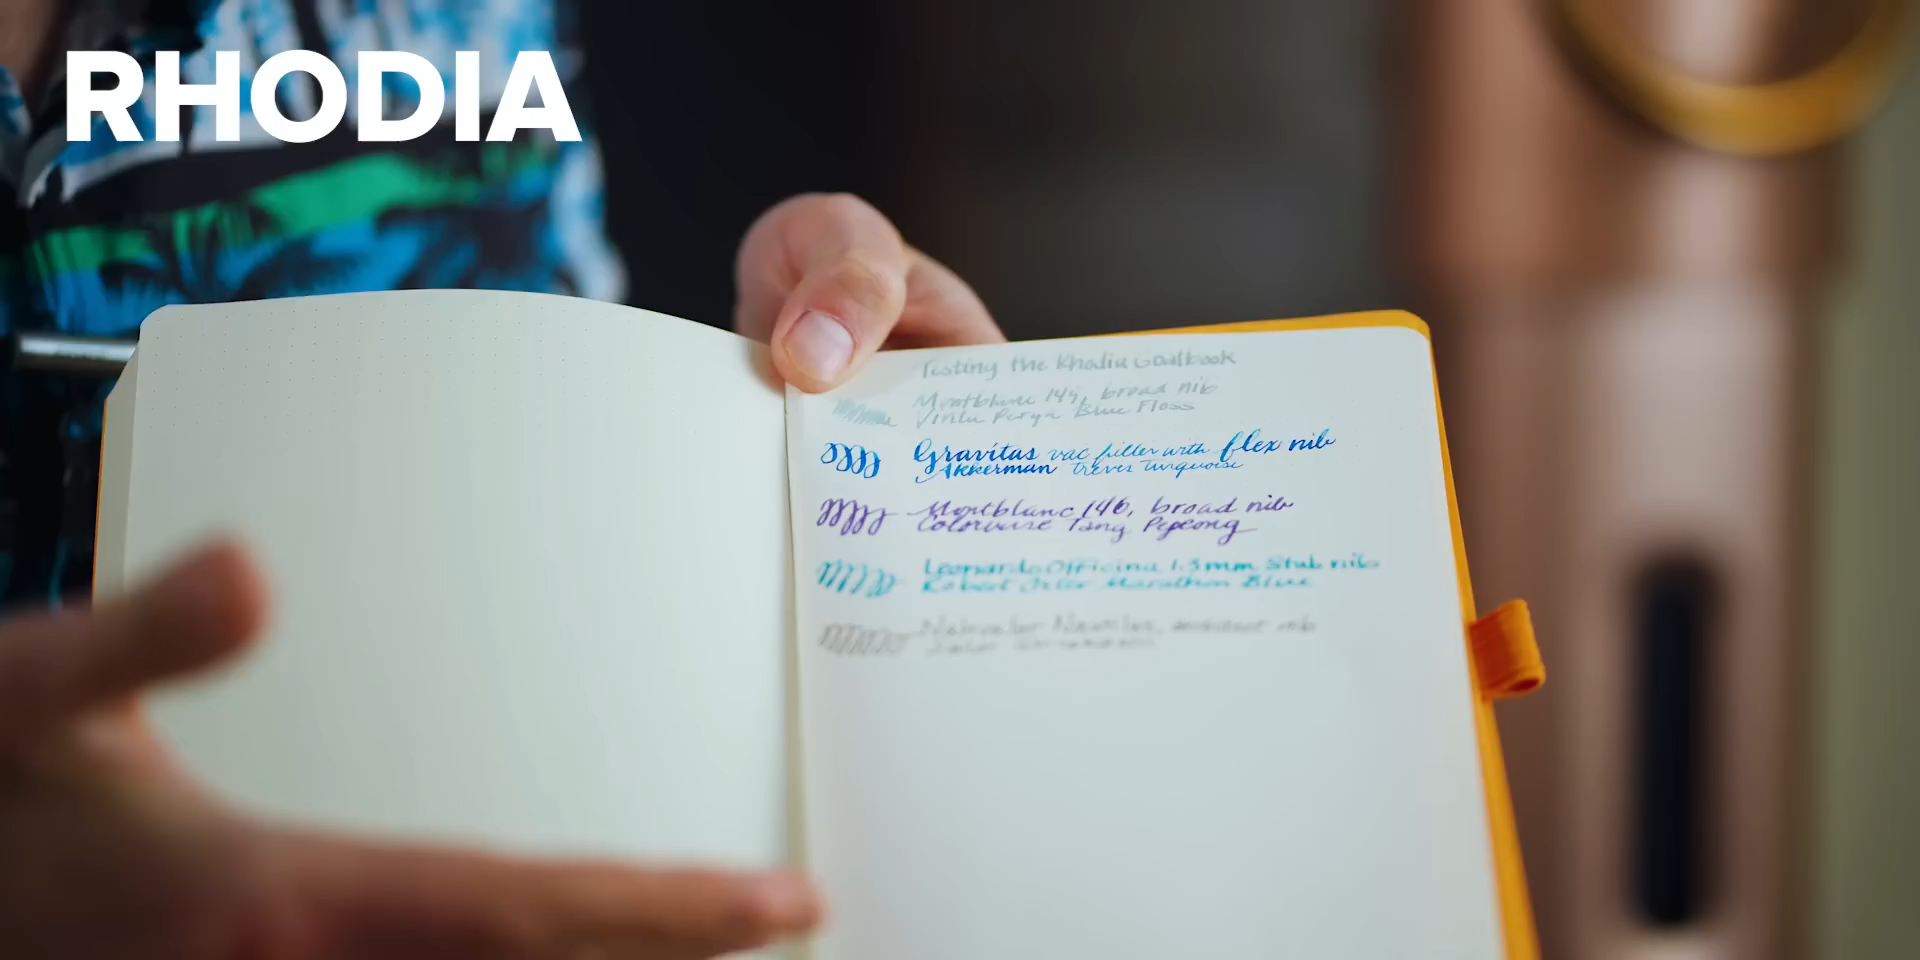 RHODIA
Testing the Rhodia Goalbook
Montblanc 149, broad nib
Vinta Perya Blue Floss
Gravitas vac filler with flex nib
Akkerman treves turquoise
Montblanc 146, broad nib
Colorverse Tang
Leonardo Officina 1.5mm Stub nib
Robert Oster Marathon Blue
nib